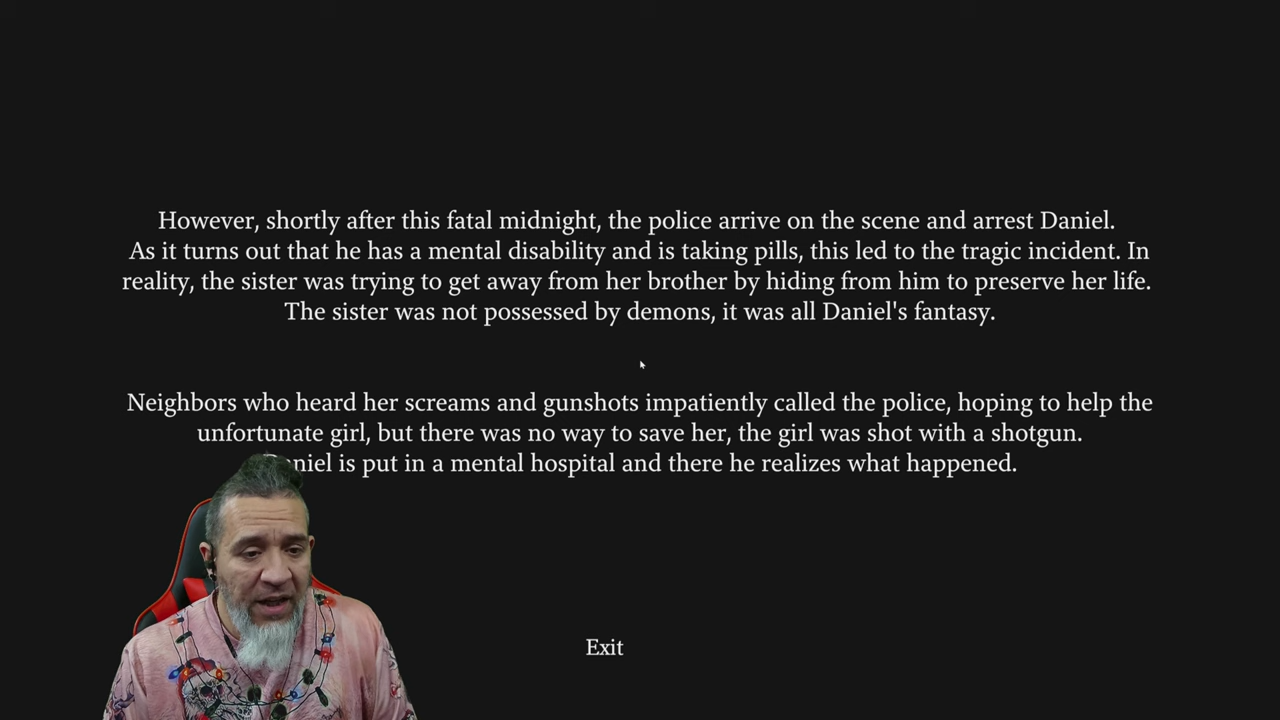 However, shortly after this fatal midnight, the police arrive on the scene and arrest Daniel.
As it turns out that he has a mental disability and is taking pills, this led to the tragic incident. In
reality, the sister was trying to get away from her brother by hiding from him to preserve her life.
The sister was not possessed by demons, it was all Daniel's fantasy.
Neighbors who heard her screams and gunshots impatiently called the police, hoping to help the
unfortunate girl, but there was no way to save her, the girl was shot with a shotgun.
Daniel is put in a mental hospital and there he realizes what happened.
Exit